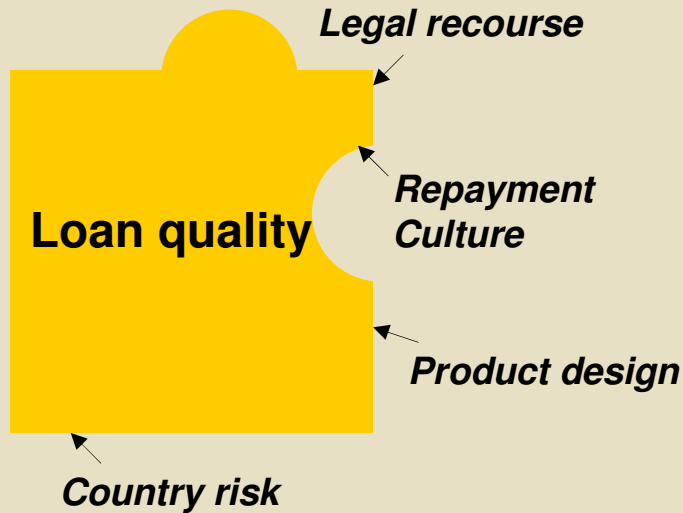 Legal recourse
Repayment
Culture
Loan quality
Product design
Country risk